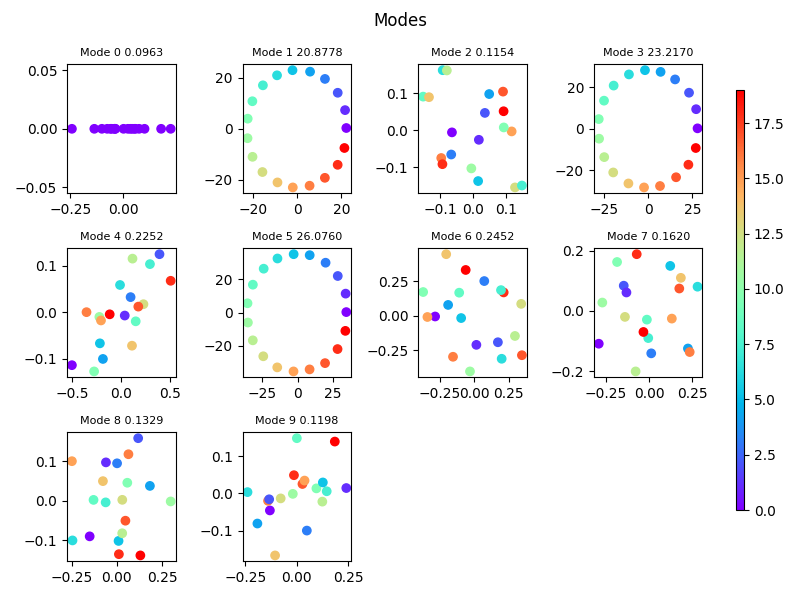 Modes
Mode 0 0.0963
Mode 1 20.8778
Mode 2 0.1154
Mode 3 23.2170
0.05
0.00
−0.05
−0.25 0.00
20
0
−20
−20 0 20
0.1
0.0
−0.1
−0.1 0.0 0.1
20
0
−20
−25 0 25
Mode 4 0.2252
Mode 5 26.0760
Mode 6 0.2452
Mode 7 0.1620
0.1
0.0
−0.1
−0.5 0.0 0.5
20
0
−20
−25 0 25
0.25
0.00
−0.25
−0.25 0.00 0.25
0.2
0.0
−0.2
−0.25 0.00 0.25
Mode 8 0.1329
Mode 9 0.1198
0.1
0.0
−0.1
−0.25 0.00 0.25
0.1
0.0
−0.1
−0.25 0.00 0.25
17.5
15.0
12.5
10.0
7.5
5.0
2.5
0.0